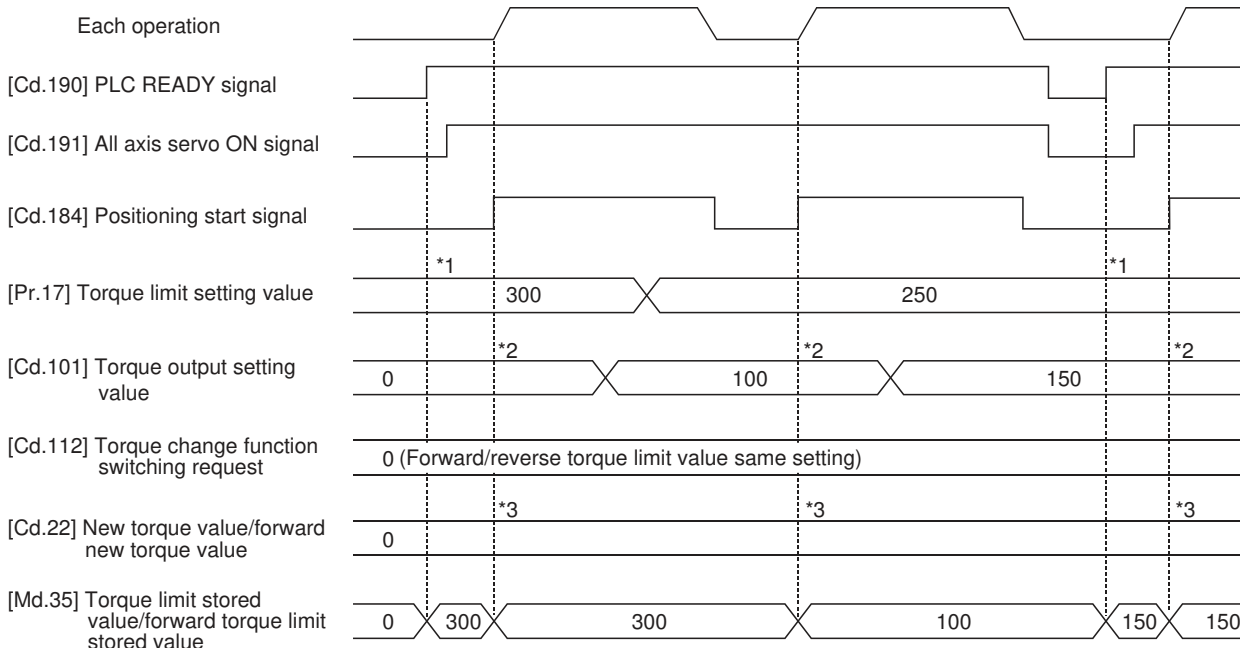 Each operation
[Cd.190] PLC READY signal
[Cd.191] All axis servo ON signal
[Cd.184] Positioning start signal
*1 *1
[Pr.17] Torque limit setting value 300 250
*2 *2 *2
[Cd.101] Torque output setting
value
0 100 150
[Cd.112] Torque change function
switching request
0 (Forward/reverse torque limit value same setting)
*3 *3 *3
[Cd.22] New torque value/forward
new torque value
0
[Md.35] Torque limit stored
value/forward torque limit
stored value
0 300 300 100 150 150